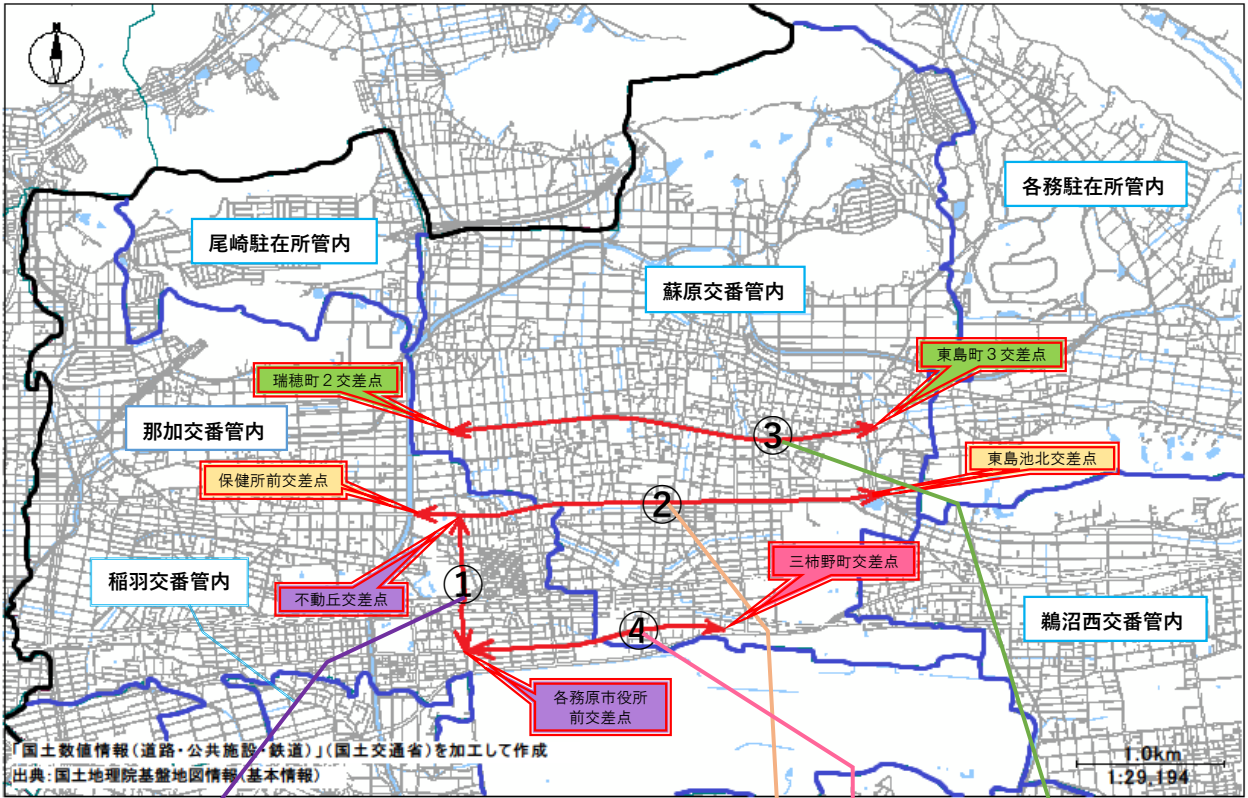 各務駐在所管内
尾崎駐在所管内
蘇原交番管内
東島町3交差点
瑞穂町2交差点
那加交番管内
③
東島池北交差点
保健所前交差点
②
三柿野町交差点
稲羽交番管内
①
不動丘交差点
鵜沼西交番管内
④
各務原市役所
前交差点
「国土数値情報(道路・公共施設・鉄道)」(国土交通省)を加工して作成
出典:国土地理院基盤地図情報(基本情報)
1.0km
1:29,194